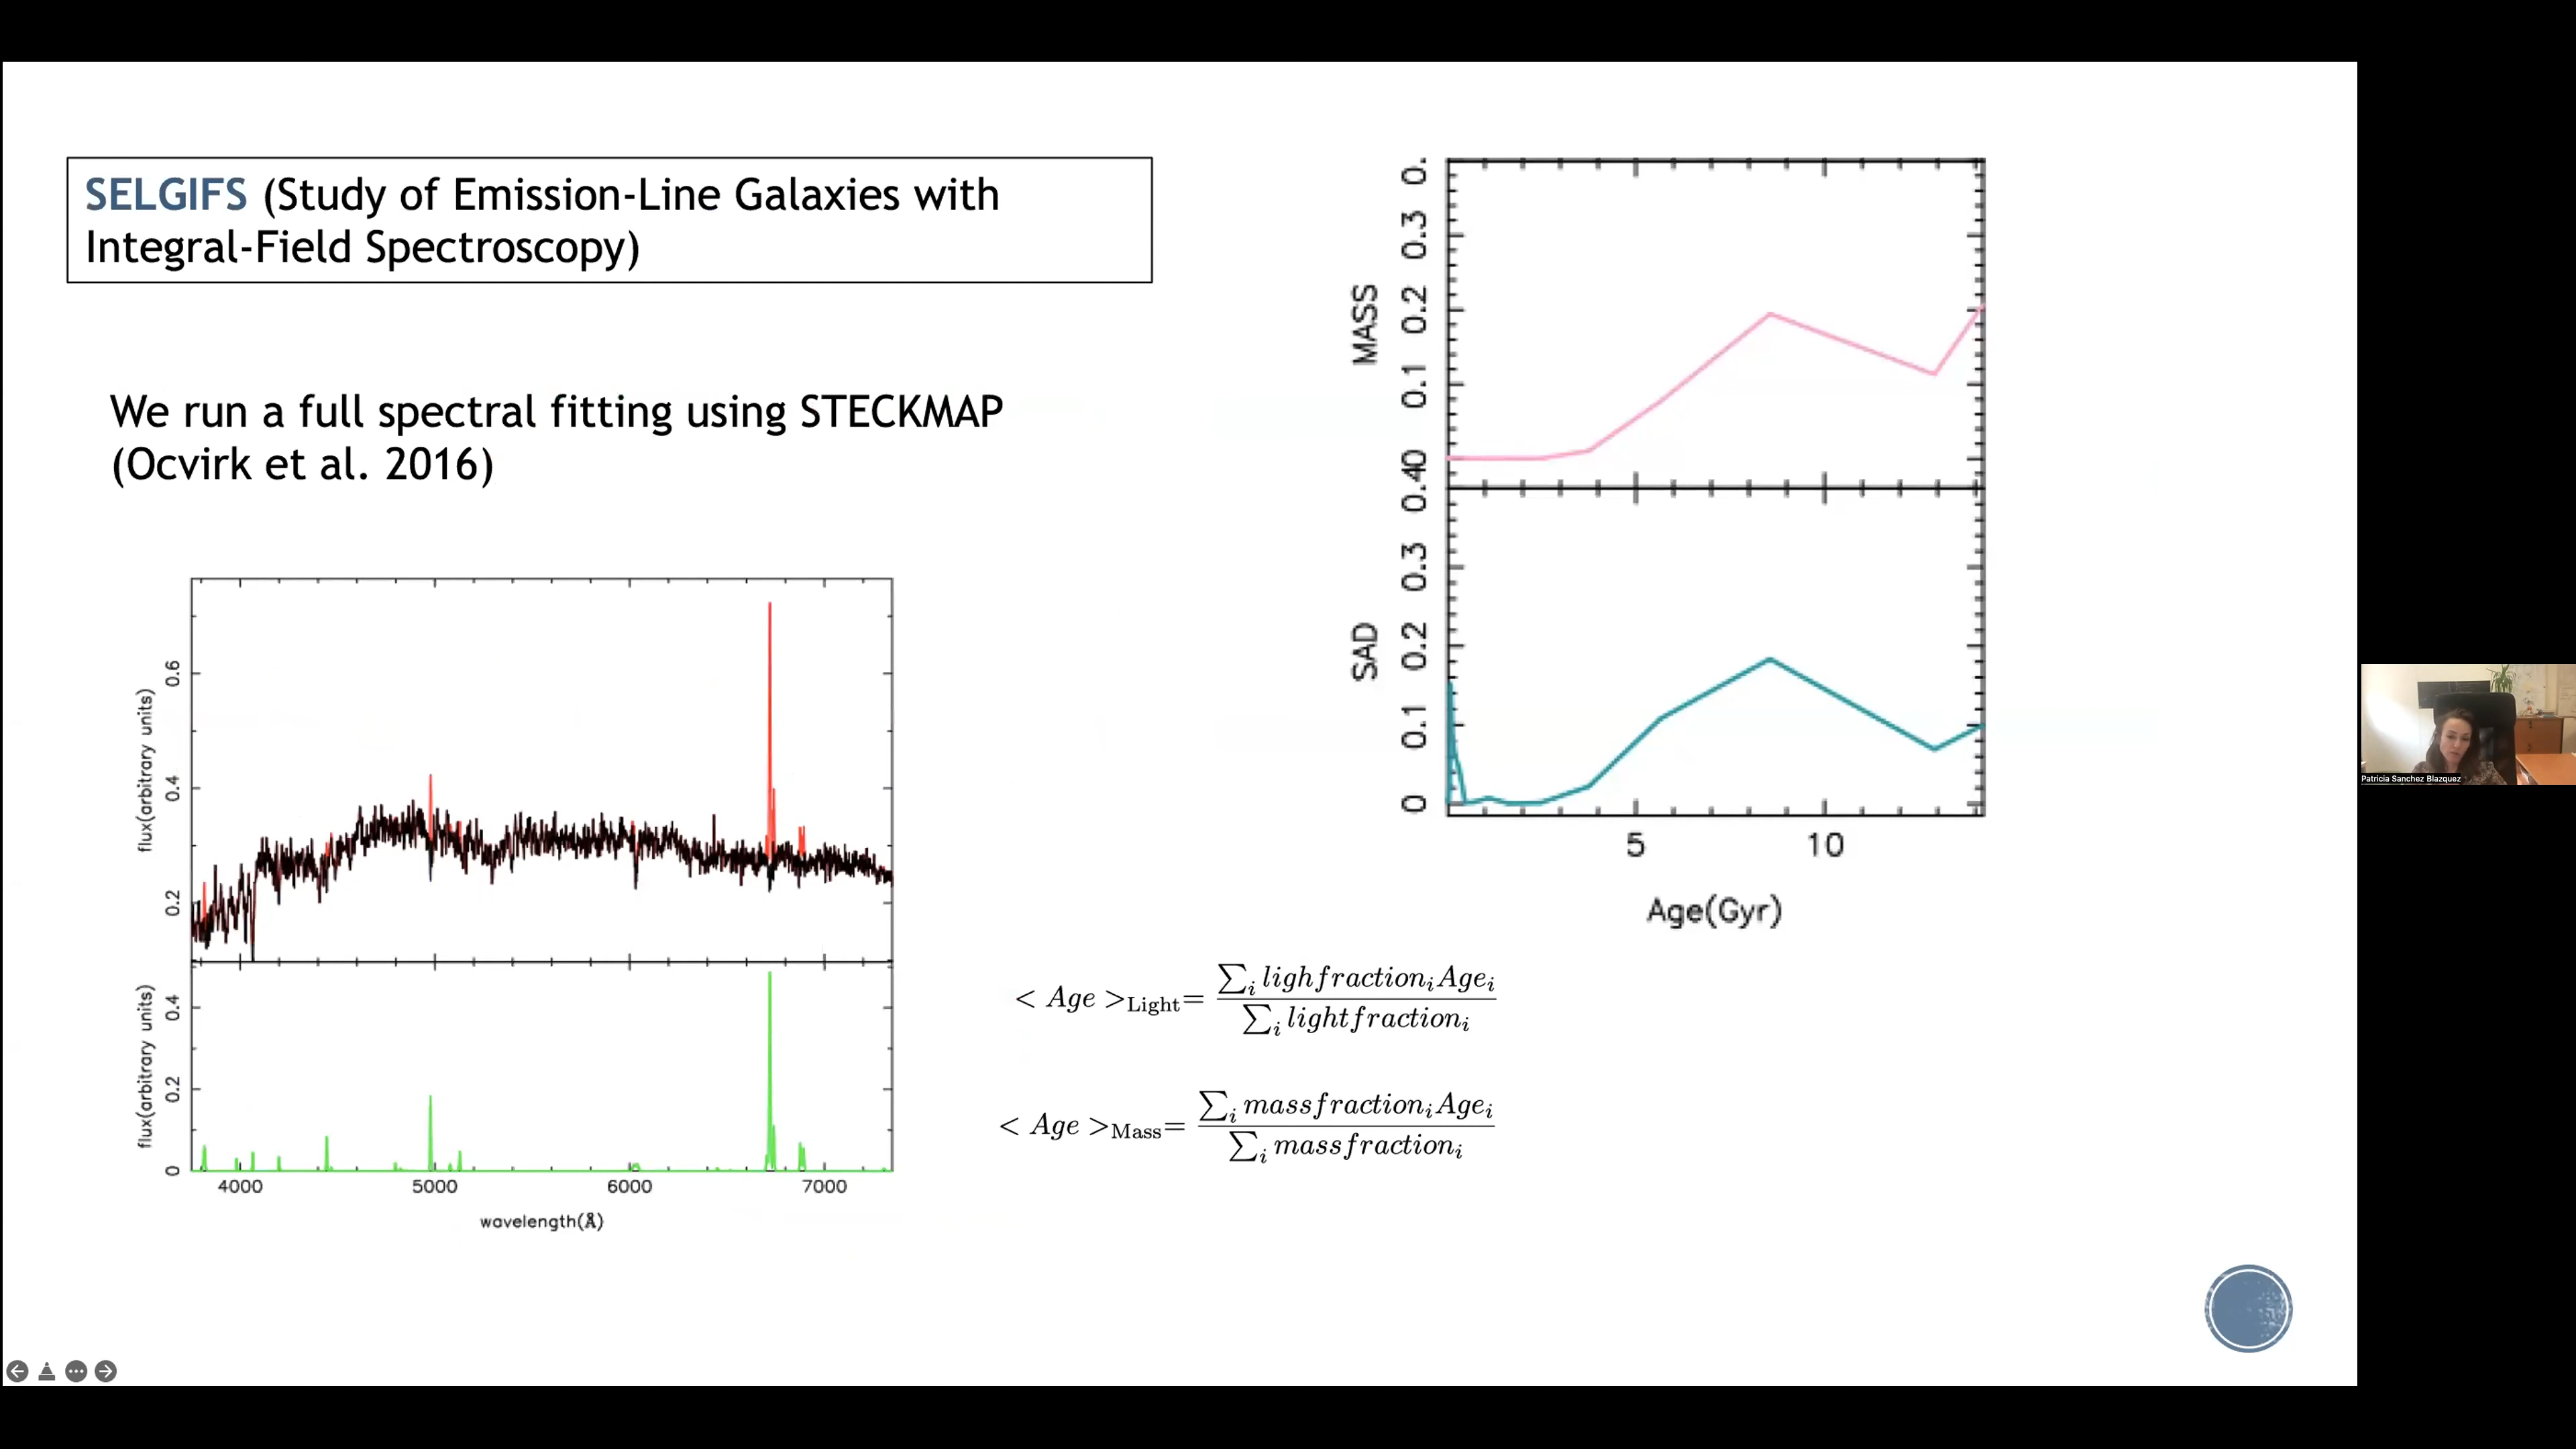 SELGIFS (Study of Emission-Line Galaxies with
Integral-Field Spectroscopy)
We run a full spectral fitting using STECKMAP
(Ocvirk et al. 2016)
flux(arbitrary units)
0.6
0.4
0.2
flux(arbitrary units)
0.4
0.2
0
4000 5000 6000 7000
wavelength(Å)
MASS
0.
0.3
0.2
0.1
0
SAD
0.4
0.3
0.2
0.1
0
5 10
Age(Gyr)
< Age >Light= ∑i lighfractioni Agei
∑i lightfractioni
< Age >Mass= ∑i massfractioni Agei
∑i massfractioni
Patricia Sanchez Blazquez